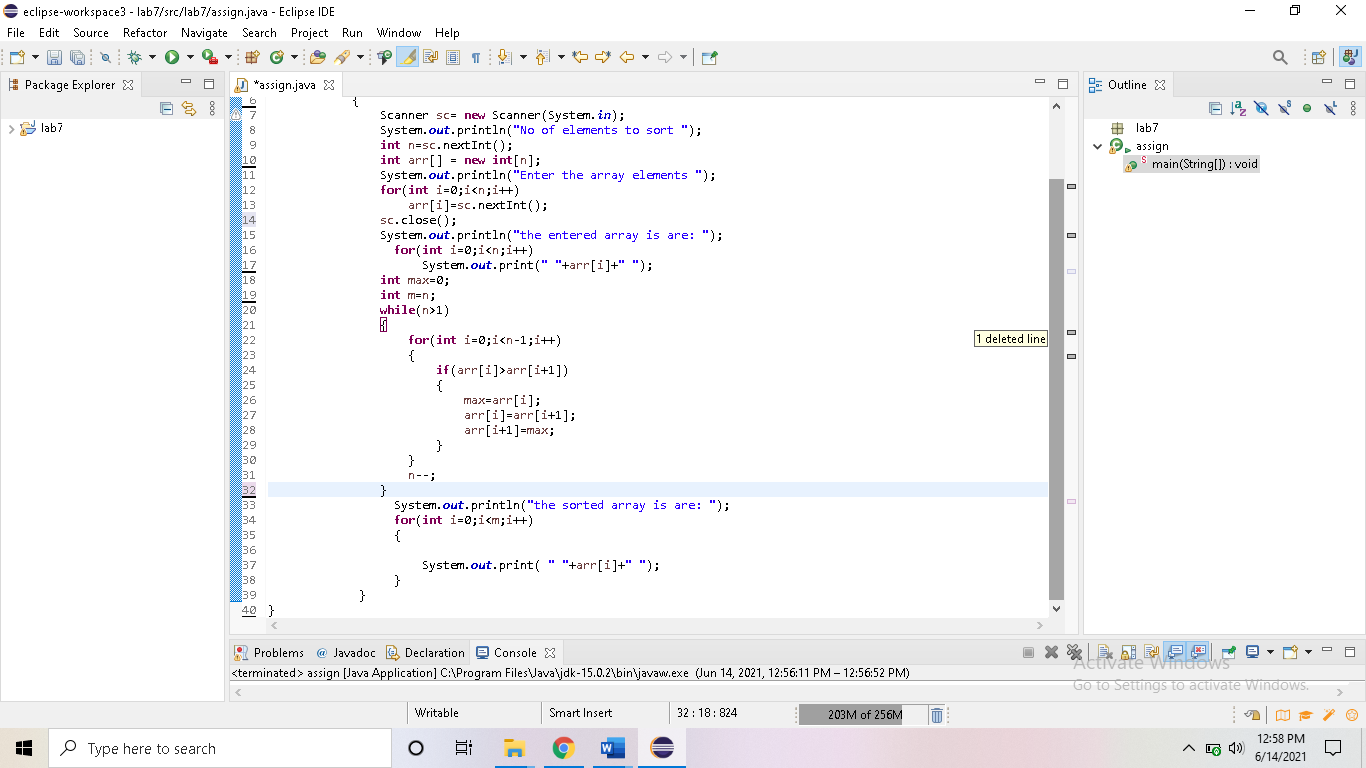 eclipse-workspace3 - lab7/src/lab7/assign.java - Eclipse IDE
File Edit Source Refactor Navigate Search Project Run Window Help
Package Explorer
lab7
*assign.java
6 {
7 Scanner sc= new Scanner(System.in);
8 System.out.println("No of elements to sort ");
9 int n=sc.nextInt();
10 int arr[] = new int[n];
11 System.out.println("Enter the array elements ");
12 for(int i=0;i<n;i++)
13 arr[i]=sc.nextInt();
14 sc.close();
15 System.out.println("the entered array is are: ");
16 for(int i=0;i<n;i++)
17 System.out.print(" "+arr[i]+" ");
18 int max=0;
19 int m=n;
20 while(n>1)
21 {
22 for(int i=0;i<n-1;i++)
23 {
24 if(arr[i]>arr[i+1])
25 {
26 max=arr[i];
27 arr[i]=arr[i+1];
28 arr[i+1]=max;
29 }
30 }
31 n--;
32 }
33 System.out.println("the sorted array is are: ");
34 for(int i=0;i<m;i++)
35 {
36
37 System.out.print( " "+arr[i]+" ");
38 }
39 }
40 }
1 deleted line
Outline
lab7
assign
main(String[]) : void
Problems @ Javadoc Declaration Console
<terminated> assign [Java Application] C:\Program Files\Java\jdk-15.0.2\bin\javaw.exe (Jun 14, 2021, 12:56:11 PM – 12:56:52 PM)
Activate Windows
Go to Settings to activate Windows.
Writable Smart Insert 32 : 18 : 824 203M of 256M
Type here to search
12:58 PM
6/14/2021